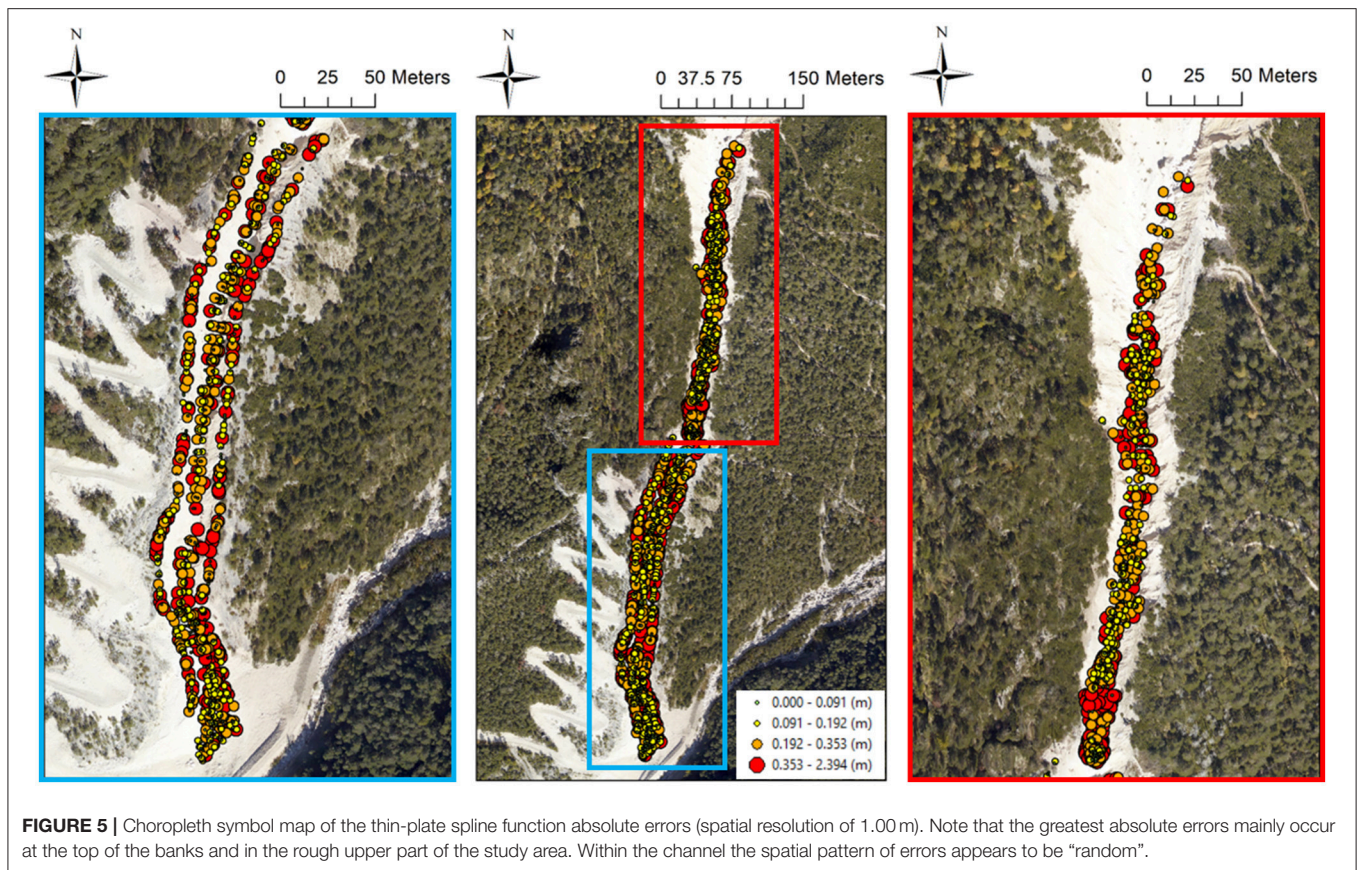 N
0 25 50 Meters
N
0 37.5 75 150 Meters
N
0 25 50 Meters
0.000 - 0.091 (m)
0.091 - 0.192 (m)
0.192 - 0.353 (m)
0.353 - 2.394 (m)
FIGURE 5 | Choropleth symbol map of the thin-plate spline function absolute errors (spatial resolution of 1.00 m). Note that the greatest absolute errors mainly occur
at the top of the banks and in the rough upper part of the study area. Within the channel the spatial pattern of errors appears to be “random”.